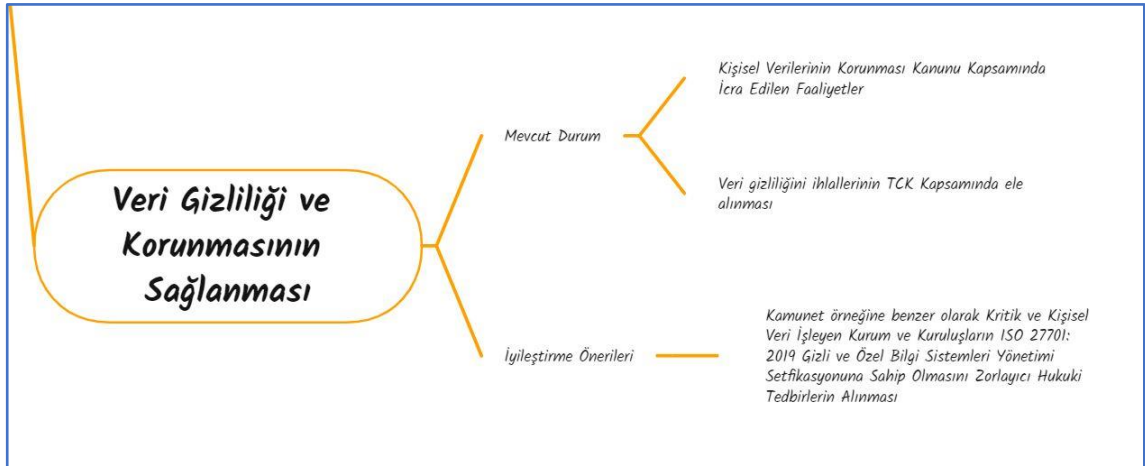 Veri Gizliliği ve
Korunmasının
Sağlanması
Mevcut Durum
Kişisel Verilerinin Korunması Kanunu Kapsamında
İcra Edilen Faaliyetler
Veri gizliliğini ihlallerinin TCK Kapsamında ele
alınması
İyileştirme Önerileri
Kamunet örneğine benzer olarak Kritik ve Kişisel
Veri İşleyen Kurum ve Kuruluşların ISO 27701:
2019 Gizli ve Özel Bilgi Sistemleri Yönetimi
Setfikasyonuna Sahip Olmasını Zorlayıcı Hukuki
Tedbirlerin Alınması